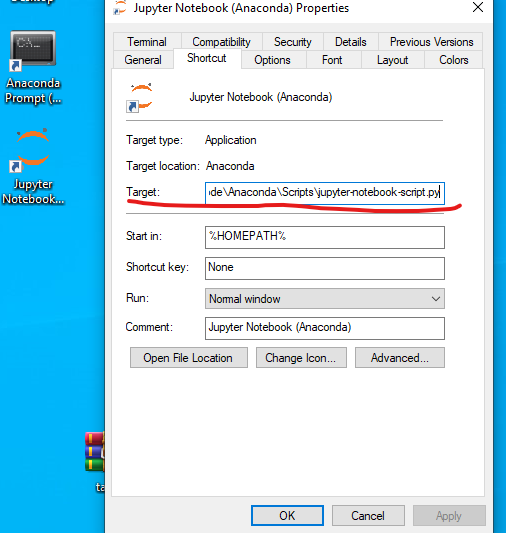 Desktop
Jupyter Notebook (Anaconda) Properties
Terminal Compatibility Security Details Previous Versions
General Shortcut Options Font Layout Colors
Anaconda
Prompt (...
Jupyter
Notebook...
Jupyter Notebook (Anaconda)
Target type: Application
Target location: Anaconda
Target: ide\Anaconda\Scripts\jupyter-notebook-script.py
Start in: %HOMEPATH%
Shortcut key: None
Run: Normal window
Comment: Jupyter Notebook (Anaconda)
Open File Location Change Icon... Advanced...
ta
OK Cancel Apply